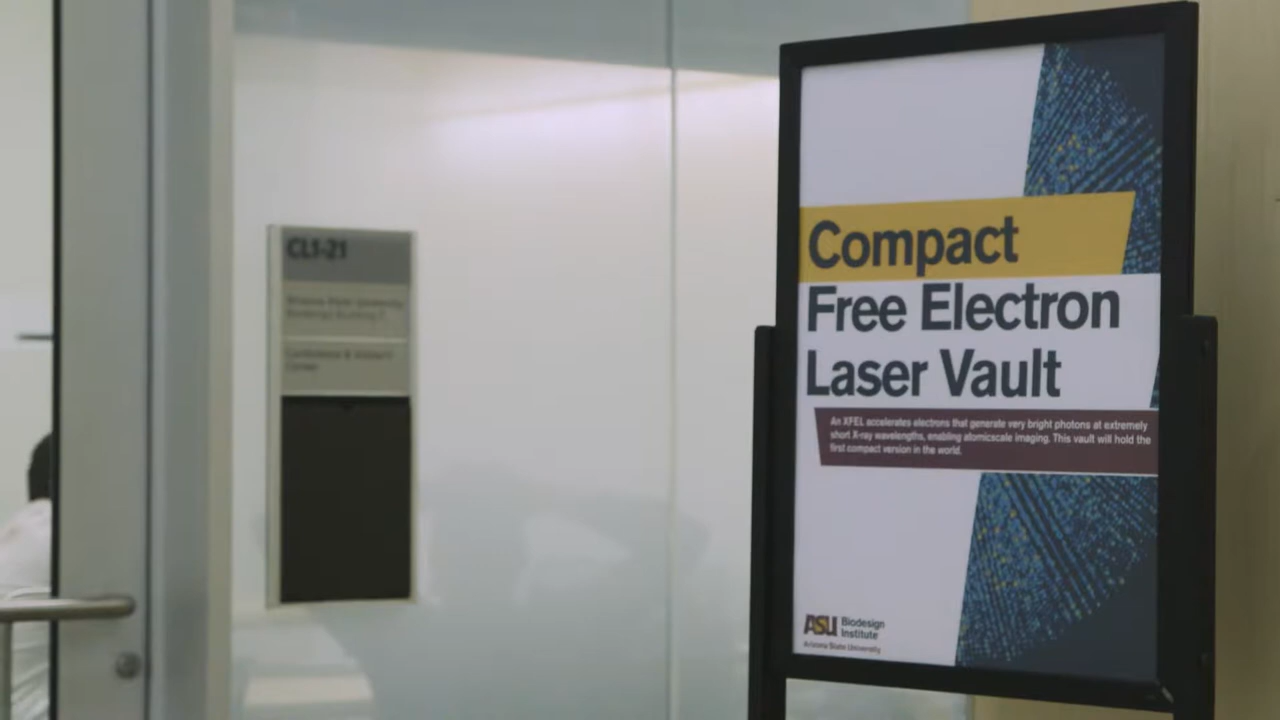 CL1-21
Compact
Free Electron
Laser Vault
An XFEL accelerates electrons that generate very bright photons at extremely
short X-ray wavelengths, enabling atomicscale imaging. This vault will hold the
first compact version in the world.
ASU Biodesign
Institute
Arizona State University